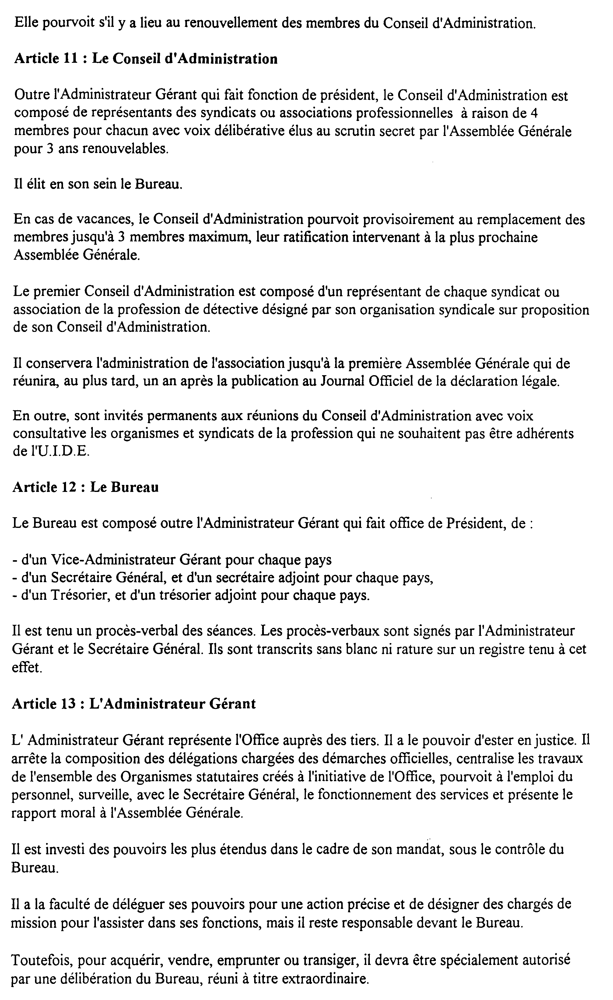 Elle pourvoit s'il y a lieu au renouvellement des membres du Conseil d'Administration.
Article 11 : Le Conseil d'Administration
Outre l'Administrateur Gérant qui fait fonction de président, le Conseil d'Administration est
composé de représentants des syndicats ou associations professionnelles à raison de 4
membres pour chacun avec voix délibérative élus au scrutin secret par l'Assemblée Générale
pour 3 ans renouvelables.
Il élit en son sein le Bureau.
En cas de vacances, le Conseil d'Administration pourvoit provisoirement au remplacement des
membres jusqu'à 3 membres maximum, leur ratification intervenant à la plus prochaine
Assemblée Générale.
Le premier Conseil d'Administration est composé d'un représentant de chaque syndicat ou
association de la profession de détective désigné par son organisation syndicale sur proposition
de son Conseil d'Administration.
Il conservera l'administration de l'association jusqu'à la première Assemblée Générale qui de
réunira, au plus tard, un an après la publication au Journal Officiel de la déclaration légale.
En outre, sont invités permanents aux réunions du Conseil d'Administration avec voix
consultative les organismes et syndicats de la profession qui ne souhaitent pas être adhérents
de l'U.I.D.E.
Article 12 : Le Bureau
Le Bureau est composé outre l'Administrateur Gérant qui fait office de Président, de :
- d'un Vice-Administrateur Gérant pour chaque pays
- d'un Secrétaire Général, et d'un secrétaire adjoint pour chaque pays,
- d'un Trésorier, et d'un trésorier adjoint pour chaque pays.
Il est tenu un procès-verbal des séances. Les procès-verbaux sont signés par l'Administrateur
Gérant et le Secrétaire Général. Ils sont transcrits sans blanc ni rature sur un registre tenu à cet
effet.
Article 13 : L'Administrateur Gérant
L' Administrateur Gérant représente l'Office auprès des tiers. Il a le pouvoir d'ester en justice. Il
arrête la composition des délégations chargées des démarches officielles, centralise les travaux
de l'ensemble des Organismes statutaires créés à l'initiative de l'Office, pourvoit à l'emploi du
personnel, surveille, avec le Secrétaire Général, le fonctionnement des services et présente le
rapport moral à l'Assemblée Générale.
Il est investi des pouvoirs les plus étendus dans le cadre de son mandat, sous le contrôle du
Bureau.
Il a la faculté de déléguer ses pouvoirs pour une action précise et de désigner des chargés de
mission pour l'assister dans ses fonctions, mais il reste responsable devant le Bureau.
Toutefois, pour acquérir, vendre, emprunter ou transiger, il devra être spécialement autorisé
par une délibération du Bureau, réuni à titre extraordinaire.